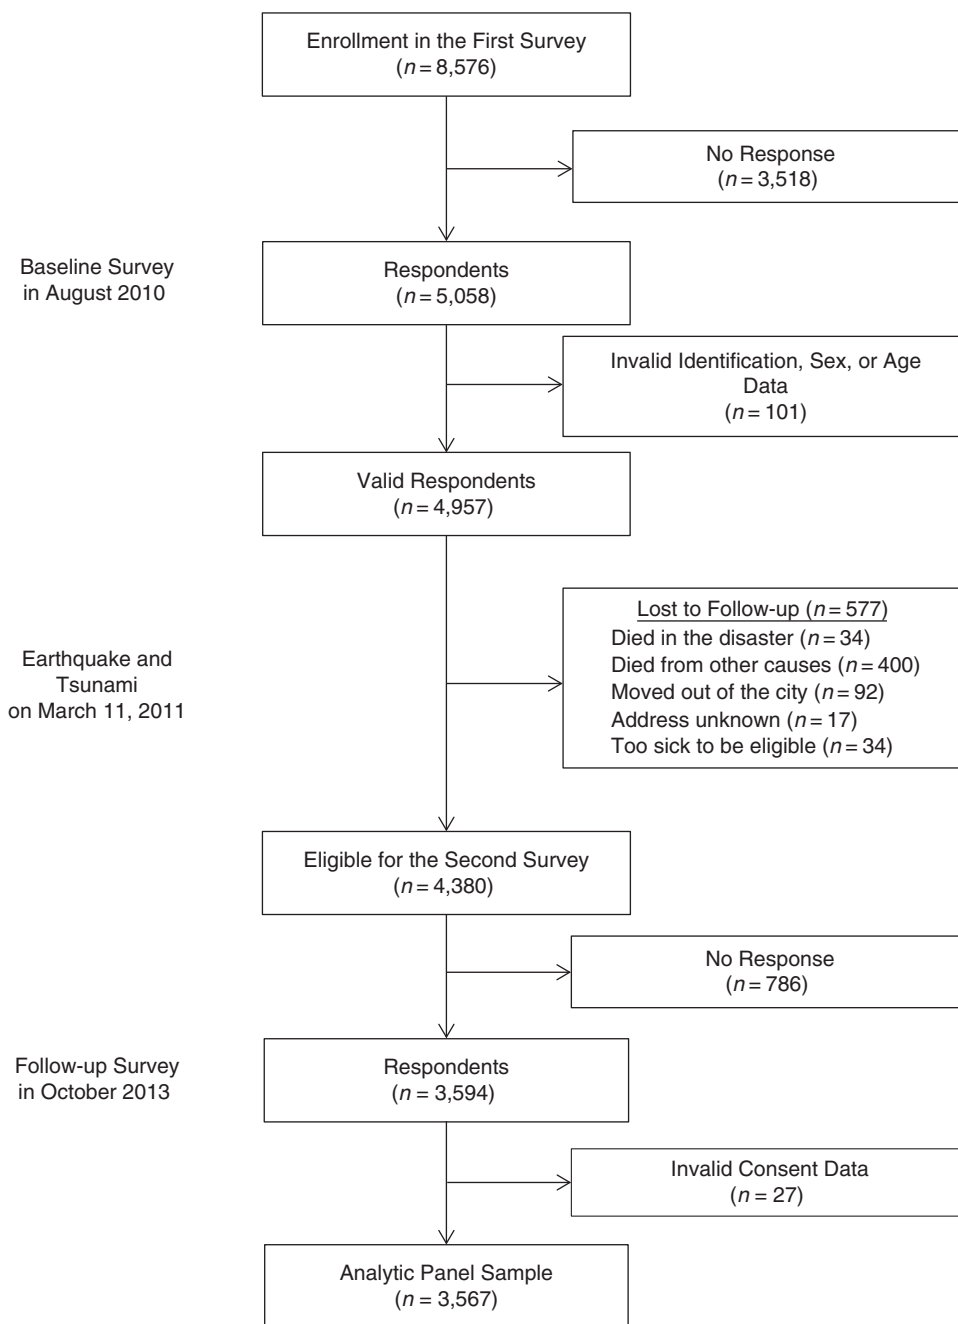 Enrollment in the First Survey
(n = 8,576)
No Response
(n = 3,518)
Baseline Survey
in August 2010
Respondents
(n = 5,058)
Invalid Identification, Sex, or Age
Data
(n = 101)
Valid Respondents
(n = 4,957)
Earthquake and
Tsunami
on March 11, 2011
Lost to Follow-up (n = 577)
Died in the disaster (n = 34)
Died from other causes (n = 400)
Moved out of the city (n = 92)
Address unknown (n = 17)
Too sick to be eligible (n = 34)
Eligible for the Second Survey
(n = 4,380)
No Response
(n = 786)
Follow-up Survey
in October 2013
Respondents
(n = 3,594)
Invalid Consent Data
(n = 27)
Analytic Panel Sample
(n = 3,567)